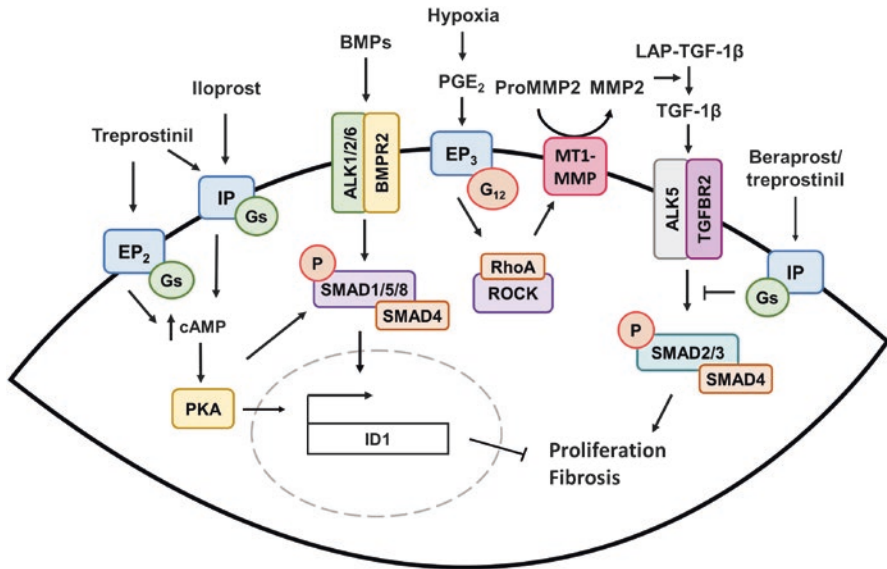 Hypoxia
BMPs
LAP-TGF-1β
PGE₂
ProMMP2 MMP2
Iloprost
TGF-1β
Treprostinil
ALK1/2/6
BMPR2
EP₃
G₁₂
MT1-
MMP
ALK5
TGFBR2
Beraprost/
treprostinil
IP
Gs
EP₂
Gs
RhoA
ROCK
IP
Gs
P
SMAD1/5/8
SMAD4
cAMP
P
SMAD2/3
SMAD4
PKA
ID1
Proliferation
Fibrosis